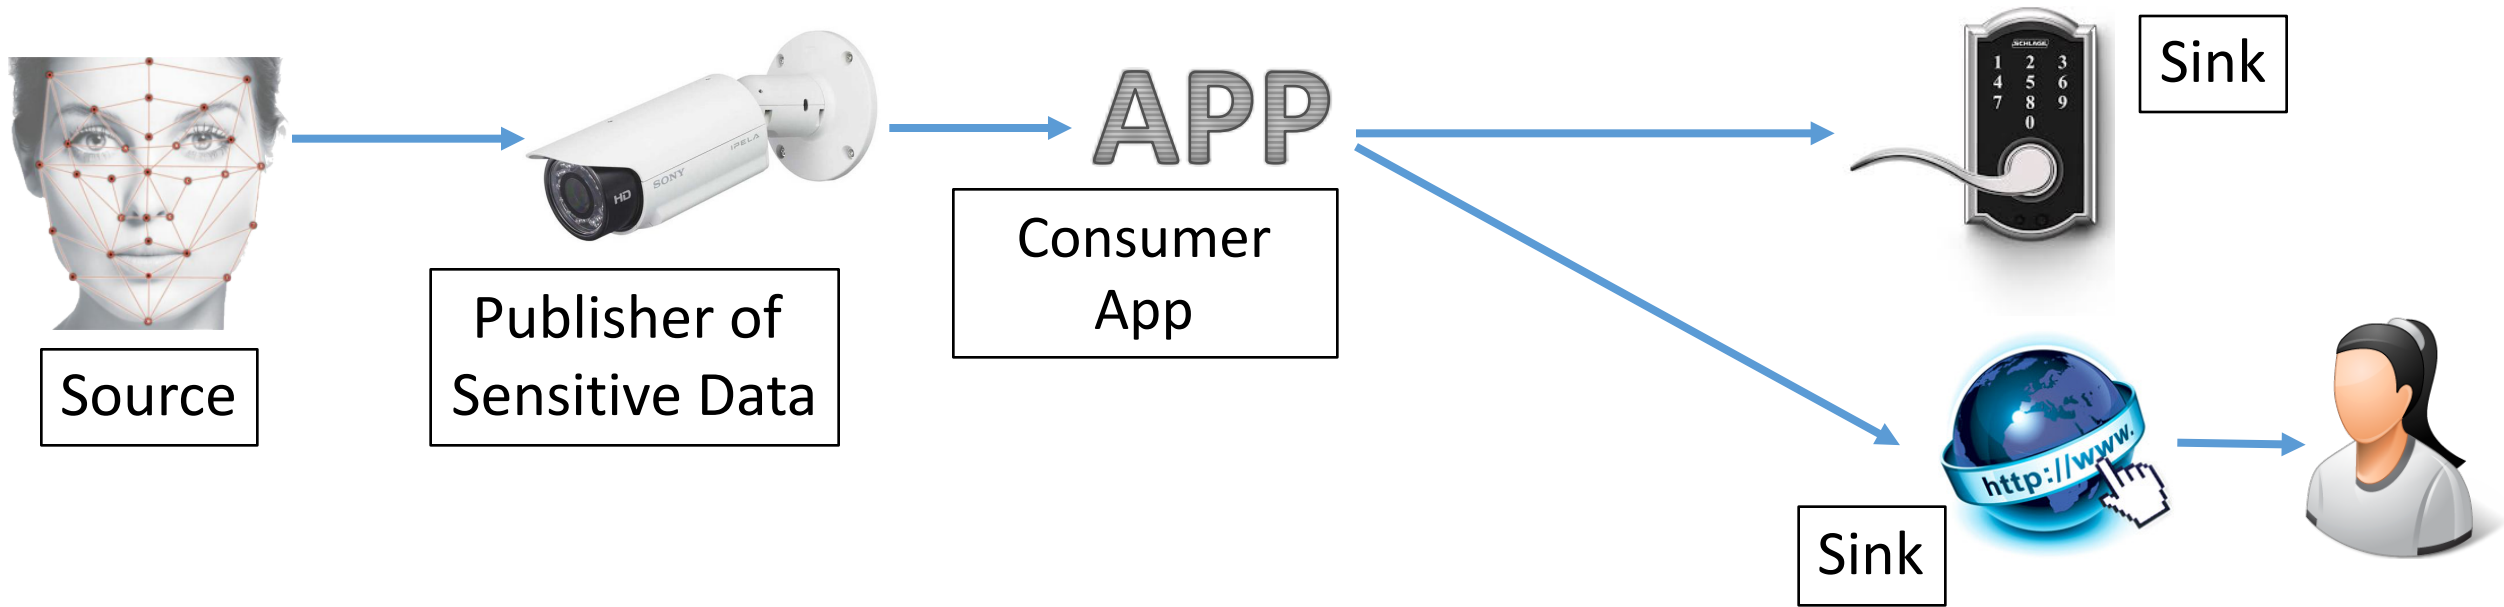 Source
HD
SONY
IPELA
Publisher of
Sensitive Data
APP
Consumer
App
SCHLAGE
1 2 3
4 5 6
7 8 9
0
Sink
http://www.
Sink